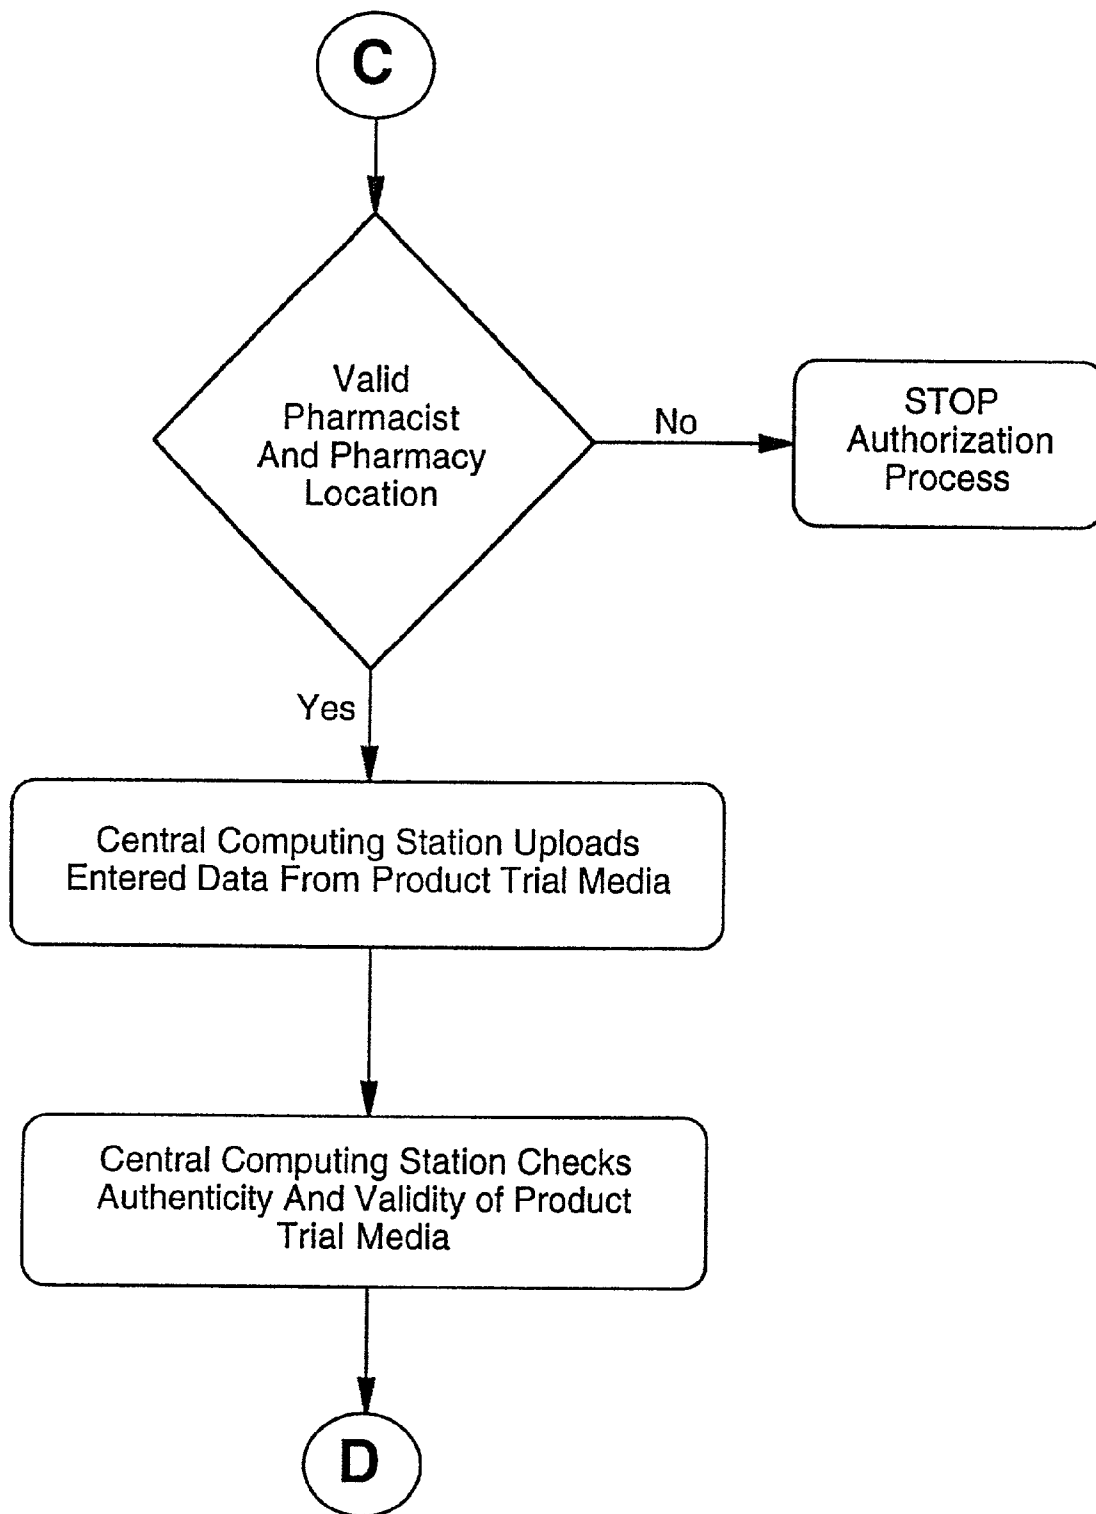 C
Valid
Pharmacist
And Pharmacy
Location
No
STOP
Authorization
Process
Yes
Central Computing Station Uploads
Entered Data From Product Trial Media
Central Computing Station Checks
Authenticity And Validity of Product
Trial Media
D